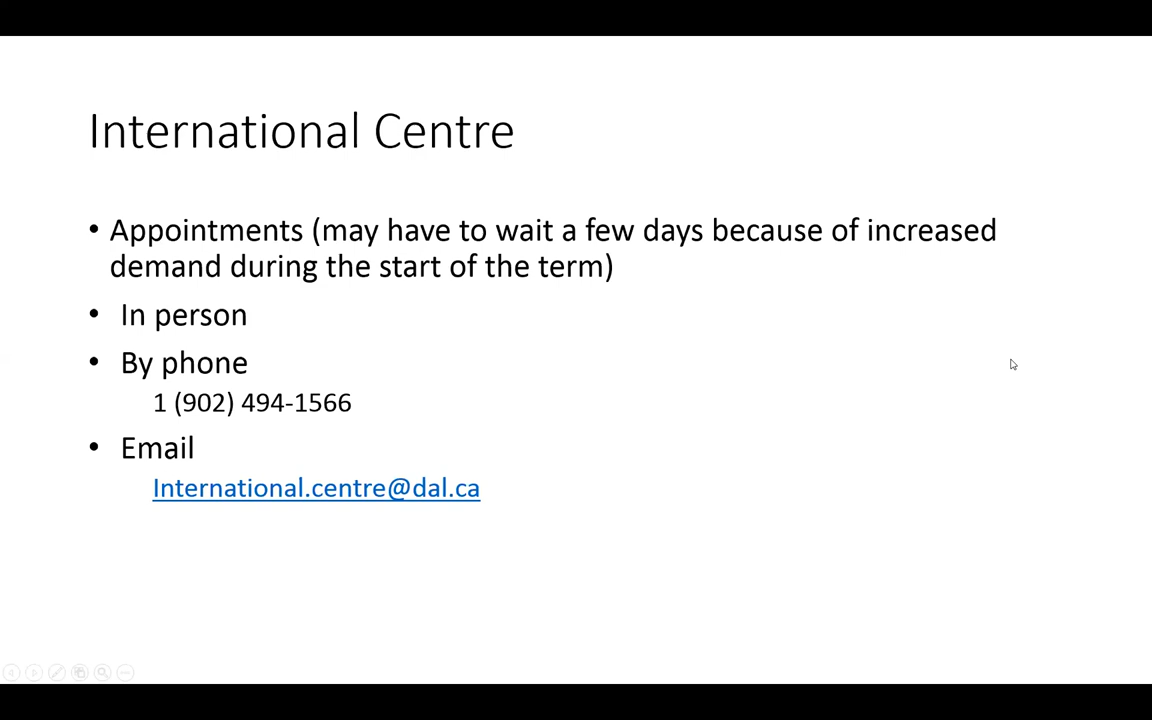 International Centre
• Appointments (may have to wait a few days because of increased
demand during the start of the term)
• In person
• By phone
1 (902) 494-1566
• Email
International.centre@dal.ca